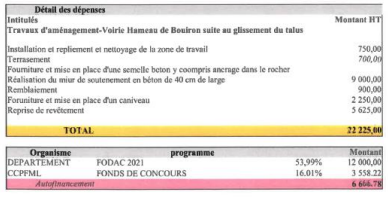 Détail des dépenses
Intitulés Montant HT
Travaux d'aménagement-Voirie Hameau de Bouiron suite au glissement du talus
Installation et repliement et nettoyage de la zone de travail 750,00
Terrasement 700,00
Fourniture et mise en place d'une semelle beton y coompris ancrage dans le rocher
Réalisation du miur de soutenement en béton de 40 cm de large 9 000,00
Remblaiement 900,00
Foruniture et mise en place d'un caniveau 2 250,00
Reprise de revêtement 5 625,00
TOTAL 22 225,00
Organisme programme Montant
DEPARTEMENT FODAC 2021 53,99% 12 000,00
CCPFML FONDS DE CONCOURS 16.01% 3 558.22
Autofinancement 6 666.78